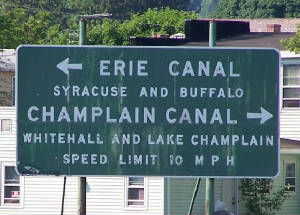 ← ERIE CANAL
SYRACUSE AND BUFFALO
CHAMPLAIN CANAL →
WHITEHALL AND LAKE CHAMPLAIN
SPEED LIMIT 10 MPH